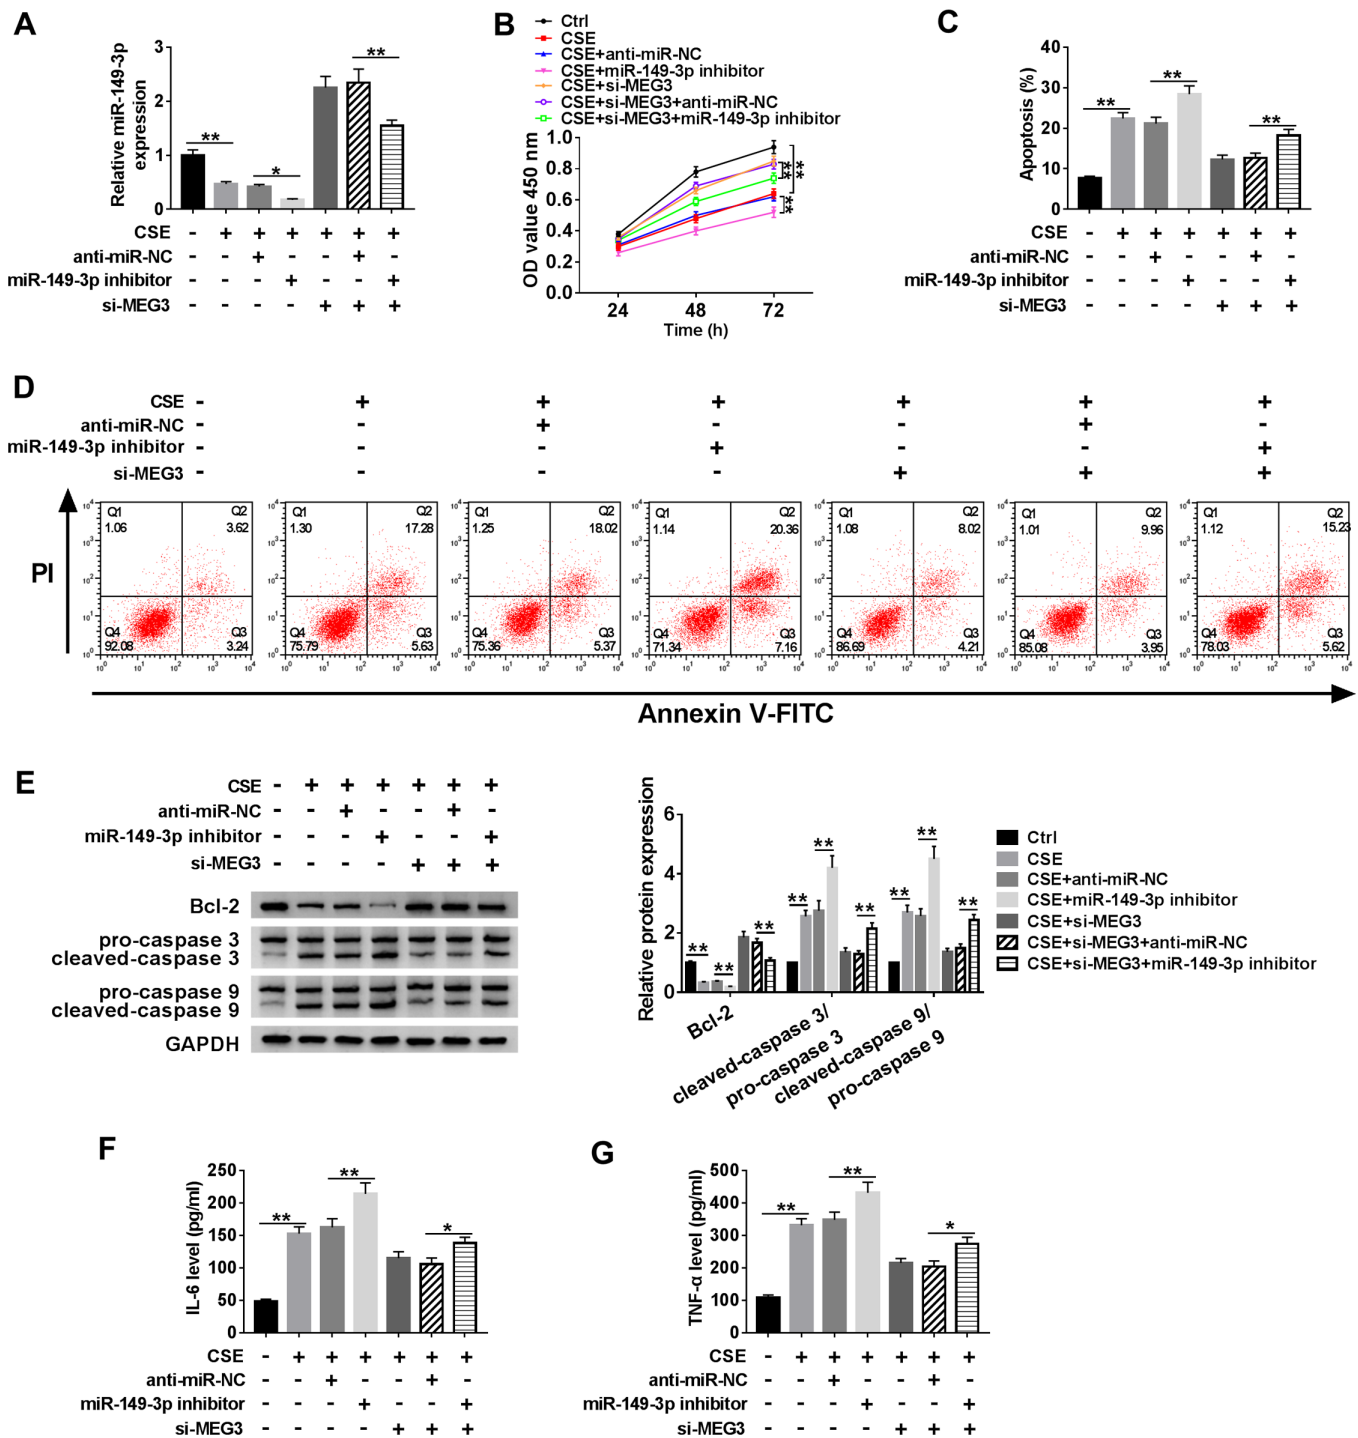 A
Relative miR-149-3p
expression
3
2
1
0
**
*
**
CSE - + + + + + +
anti-miR-NC - - + - - + -
miR-149-3p inhibitor - - - + - - +
si-MEG3 - - - - + + +
B
Ctrl
CSE
CSE+anti-miR-NC
CSE+miR-149-3p inhibitor
CSE+si-MEG3
CSE+si-MEG3+anti-miR-NC
CSE+si-MEG3+miR-149-3p inhibitor
OD value 450 nm
1.0
0.8
0.6
0.4
0.2
0.0
**
**
**
24 48 72
Time (h)
C
Apoptosis (%)
40
30
20
10
0
**
**
**
CSE - + + + + + +
anti-miR-NC - - + - - + -
miR-149-3p inhibitor - - - + - - +
si-MEG3 - - - - + + +
D
CSE - + + + + + +
anti-miR-NC - - + - - + -
miR-149-3p inhibitor - - - + - - +
si-MEG3 - - - - + + +
PI
Q1 Q2
1.06 3.62
Q4 Q3
92.08 3.24
Q1 Q2
1.30 17.28
Q4 Q3
75.79 5.63
Q1 Q2
1.25 18.02
Q4 Q3
75.36 5.37
Q1 Q2
1.14 20.36
Q4 Q3
71.34 7.16
Q1 Q2
1.08 8.02
Q4 Q3
86.69 4.21
Q1 Q2
1.01 9.96
Q4 Q3
85.08 3.95
Q1 Q2
1.12 15.23
Q4 Q3
78.03 5.62
Annexin V-FITC
E
CSE - + + + + + +
anti-miR-NC - - + - - + -
miR-149-3p inhibitor - - - + - - +
si-MEG3 - - - - + + +
Bcl-2
pro-caspase 3
cleaved-caspase 3
pro-caspase 9
cleaved-caspase 9
GAPDH
Relative protein expression
6
4
2
0
** ** **
** ** **
** ** **
Bcl-2
cleaved-caspase 3/
pro-caspase 3
cleaved-caspase 9/
pro-caspase 9
Ctrl
CSE
CSE+anti-miR-NC
CSE+miR-149-3p inhibitor
CSE+si-MEG3
CSE+si-MEG3+anti-miR-NC
CSE+si-MEG3+miR-149-3p inhibitor
F
IL-6 level (pg/ml)
250
200
150
100
50
0
**
**
*
CSE - + + + + + +
anti-miR-NC - - + - - + -
miR-149-3p inhibitor - - - + - - +
si-MEG3 - - - - + + +
G
TNF-α level (pg/ml)
500
400
300
200
100
0
**
**
*
CSE - + + + + + +
anti-miR-NC - - + - - + -
miR-149-3p inhibitor - - - + - - +
si-MEG3 - - - - + + +